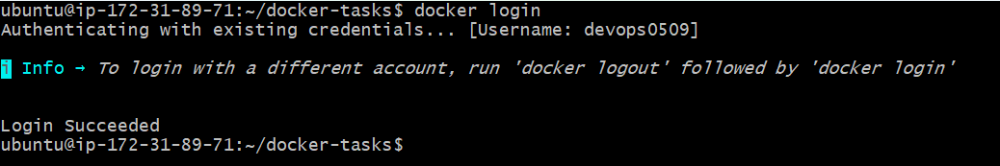 ubuntu@ip-172-31-89-71:~/docker-tasks$ docker login
Authenticating with existing credentials... [Username: devops0509]
i Info → To login with a different account, run 'docker logout' followed by 'docker login'
Login Succeeded
ubuntu@ip-172-31-89-71:~/docker-tasks$